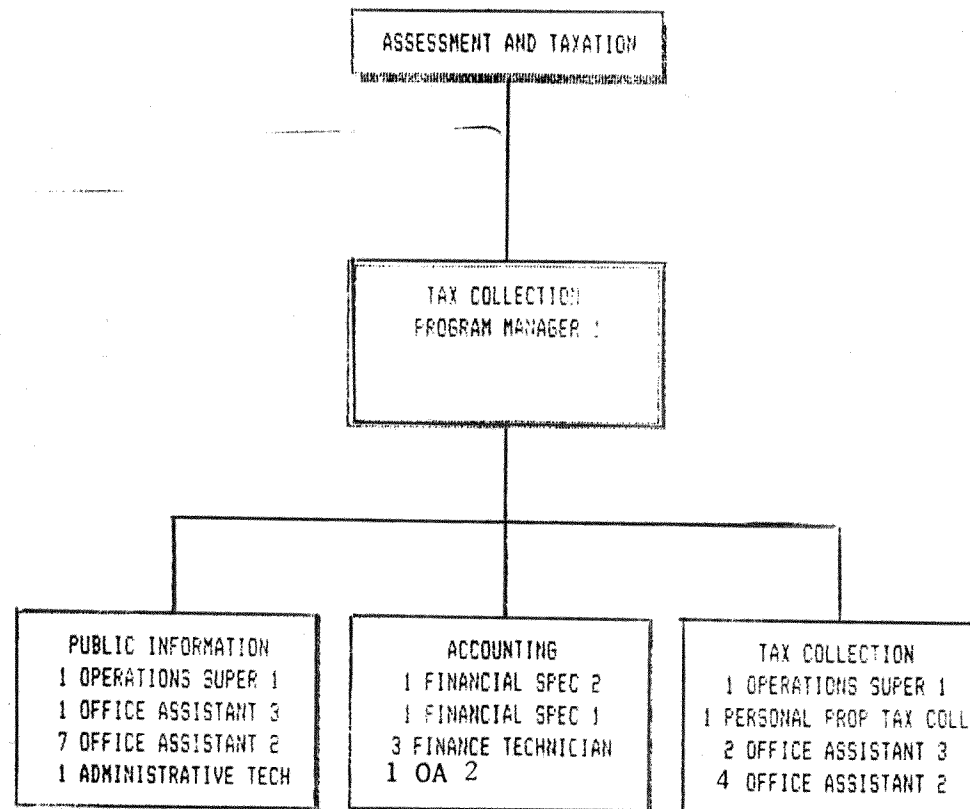 ASSESSMENT AND TAXATION
TAX COLLECTION
PROGRAM MANAGER 1
PUBLIC INFORMATION
1 OPERATIONS SUPER 1
1 OFFICE ASSISTANT 3
7 OFFICE ASSISTANT 2
1 ADMINISTRATIVE TECH
ACCOUNTING
1 FINANCIAL SPEC 2
1 FINANCIAL SPEC 1
3 FINANCE TECHNICIAN
1 OA 2
TAX COLLECTION
1 OPERATIONS SUPER 1
1 PERSONAL PROP TAX COLL
2 OFFICE ASSISTANT 3
4 OFFICE ASSISTANT 2